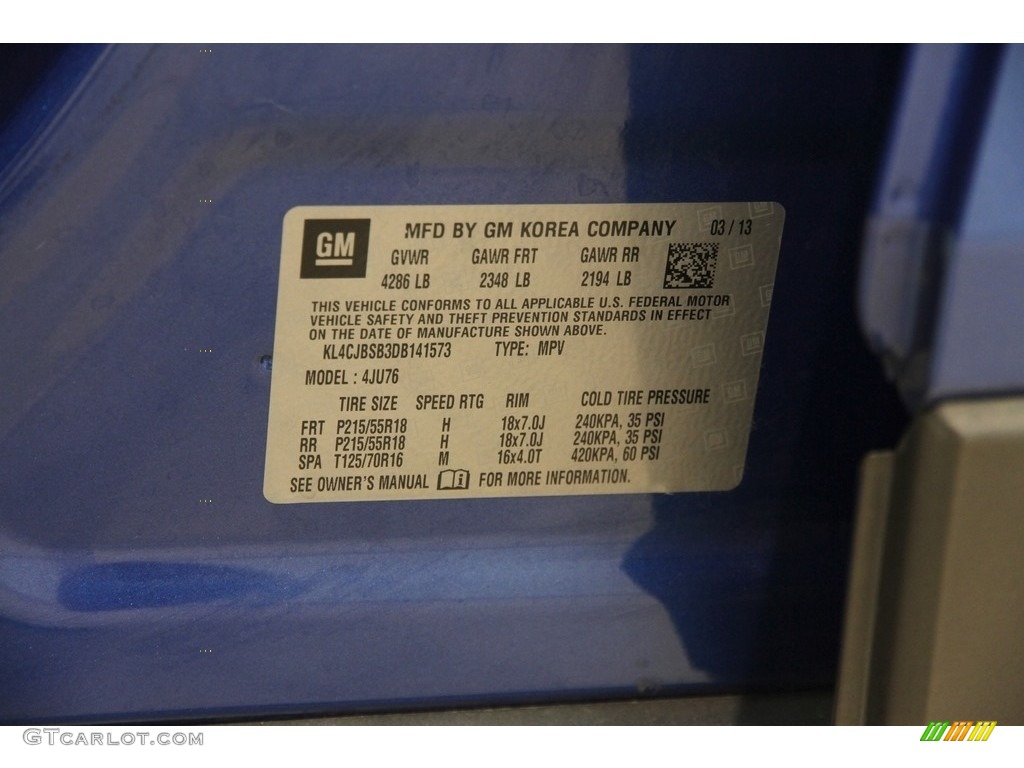 GM
MFD BY GM KOREA COMPANY 03 / 13
GVWR GAWR FRT GAWR RR
4286 LB 2348 LB 2194 LB
THIS VEHICLE CONFORMS TO ALL APPLICABLE U.S. FEDERAL MOTOR
VEHICLE SAFETY AND THEFT PREVENTION STANDARDS IN EFFECT
ON THE DATE OF MANUFACTURE SHOWN ABOVE.
KL4CJBSB3DB141573 TYPE: MPV
MODEL : 4JU76
TIRE SIZE SPEED RTG RIM COLD TIRE PRESSURE
FRT P215/55R18 H 18x7.0J 240KPA, 35 PSI
RR P215/55R18 H 18x7.0J 240KPA, 35 PSI
SPA T125/70R16 M 16x4.0T 420KPA, 60 PSI
SEE OWNER'S MANUAL i FOR MORE INFORMATION.
GTcarlot.com